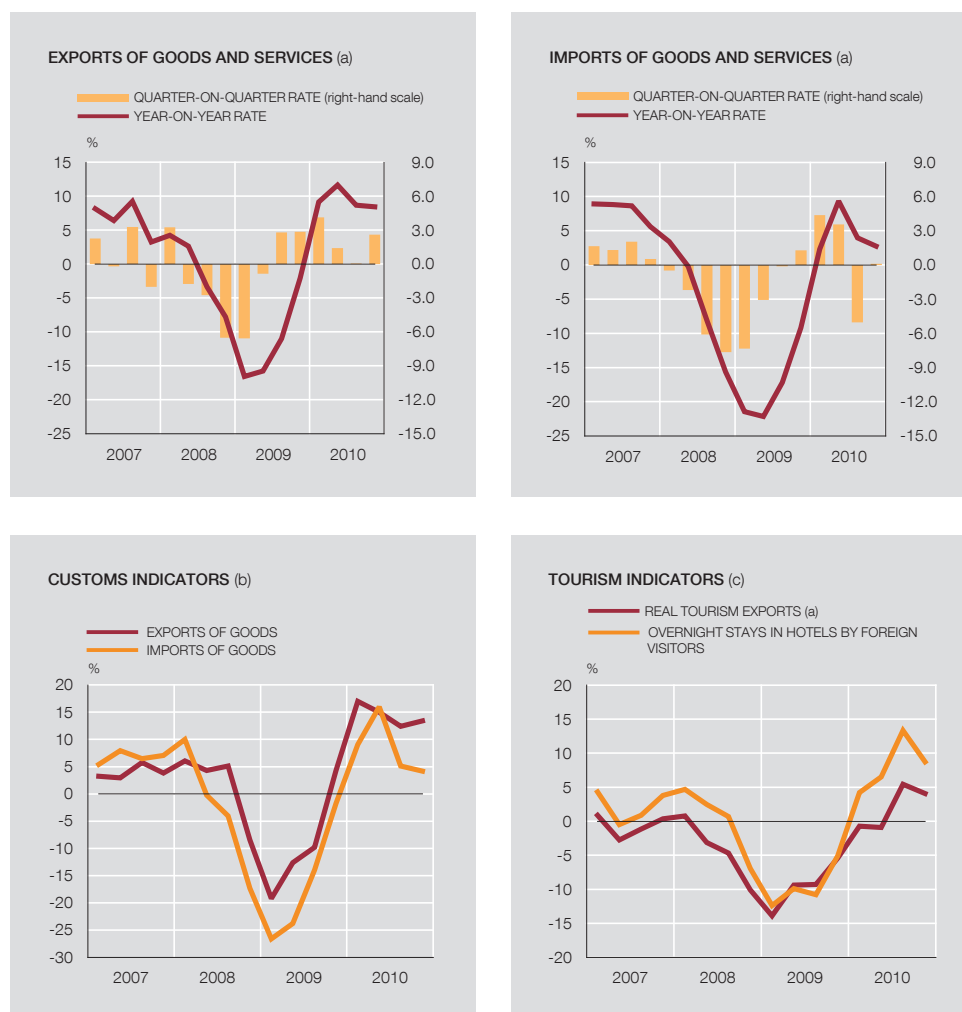 EXPORTS OF GOODS AND SERVICES (a)
QUARTER-ON-QUARTER RATE (right-hand scale)
YEAR-ON-YEAR RATE
%
15 9.0
10 6.0
5 3.0
0 0.0
-5 -3.0
-10 -6.0
-15 -9.0
-20 -12.0
-25 -15.0
2007 2008 2009 2010
IMPORTS OF GOODS AND SERVICES (a)
QUARTER-ON-QUARTER RATE (right-hand scale)
YEAR-ON-YEAR RATE
%
15 9.0
10 6.0
5 3.0
0 0.0
-5 -3.0
-10 -6.0
-15 -9.0
-20 -12.0
-25 -15.0
2007 2008 2009 2010
CUSTOMS INDICATORS (b)
EXPORTS OF GOODS
IMPORTS OF GOODS
%
20
15
10
5
0
-5
-10
-15
-20
-25
-30
2007 2008 2009 2010
TOURISM INDICATORS (c)
REAL TOURISM EXPORTS (a)
OVERNIGHT STAYS IN HOTELS BY FOREIGN
VISITORS
%
20
15
10
5
0
-5
-10
-15
-20
2007 2008 2009 2010